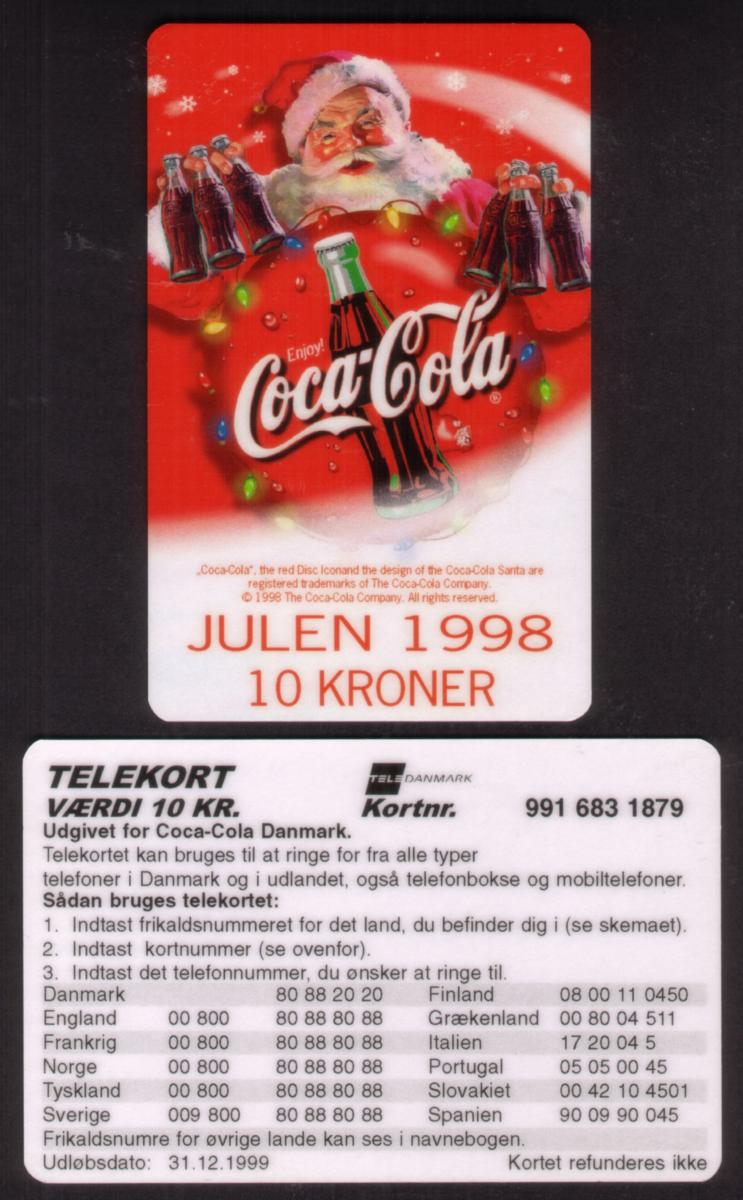 Enjoy!
Coca-Cola
®
„Coca-Cola", the red Disc Iconand the design of the Coca-Cola Santa are
registered trademarks of The Coca-Cola Company.
© 1998 The Coca-Cola Company. All rights reserved.
JULEN 1998
10 KRONER
TELEKORT TELEDANMARK
VÆRDI 10 KR. Kortnr. 991 683 1879
Udgivet for Coca-Cola Danmark.
Telekortet kan bruges til at ringe for fra alle typer
telefoner i Danmark og i udlandet, også telefonbokse og mobiltelefoner.
Sådan bruges telekortet:
1. Indtast frikaldsnummeret for det land, du befinder dig i (se skemaet).
2. Indtast kortnummer (se ovenfor).
3. Indtast det telefonnummer, du ønsker at ringe til.
Danmark 80 88 20 20 Finland 08 00 11 0450
England 00 800 80 88 80 88 Grækenland 00 80 04 511
Frankrig 00 800 80 88 80 88 Italien 17 20 04 5
Norge 00 800 80 88 80 88 Portugal 05 05 00 45
Tyskland 00 800 80 88 80 88 Slovakiet 00 42 10 4501
Sverige 009 800 80 88 80 88 Spanien 90 09 90 045
Frikaldsnumre for øvrige lande kan ses i navnebogen.
Udløbsdato: 31.12.1999 Kortet refunderes ikke